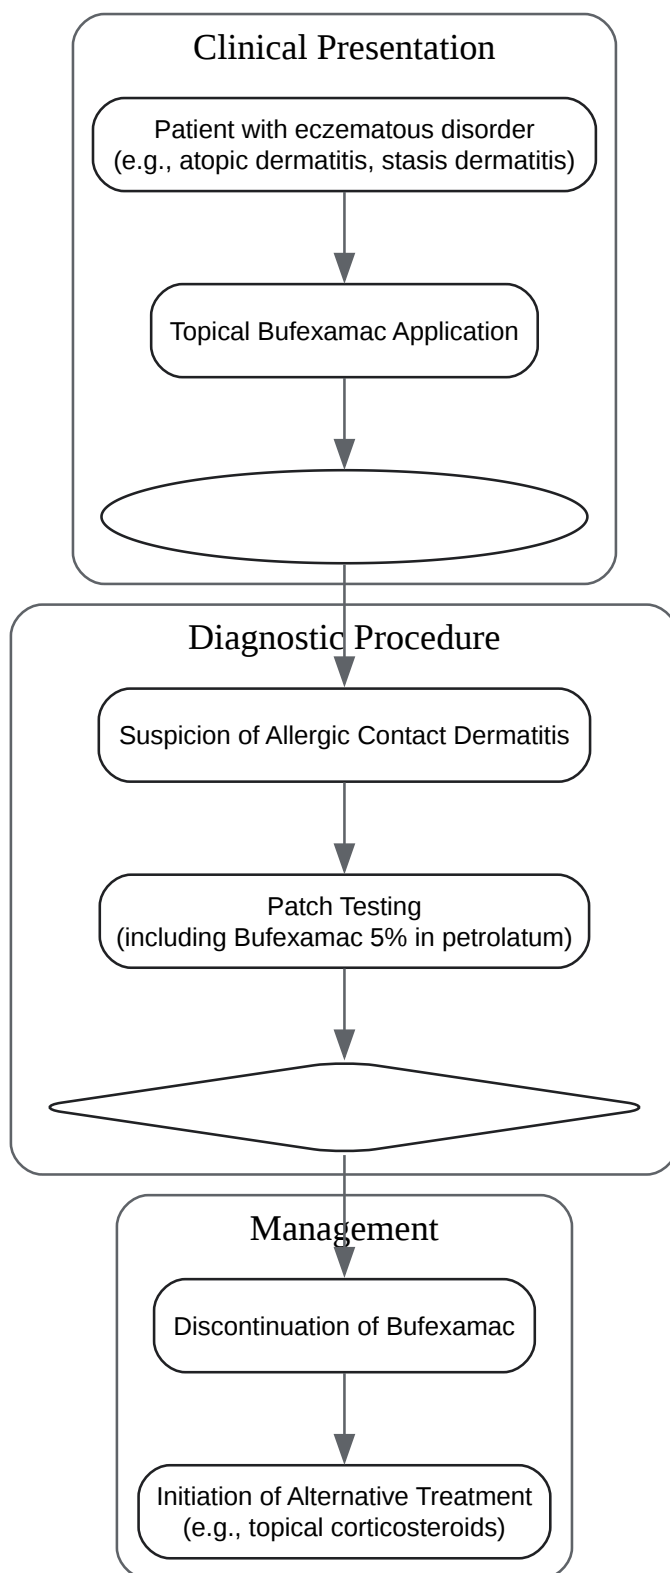 Clinical Presentation
Patient with eczematous disorder
(e.g., atopic dermatitis, stasis dermatitis)
Topical Bufexamac Application
Diagnostic Procedure
Suspicion of Allergic Contact Dermatitis
Patch Testing
(including Bufexamac 5% in petrolatum)
Management
Discontinuation of Bufexamac
Initiation of Alternative Treatment
(e.g., topical corticosteroids)